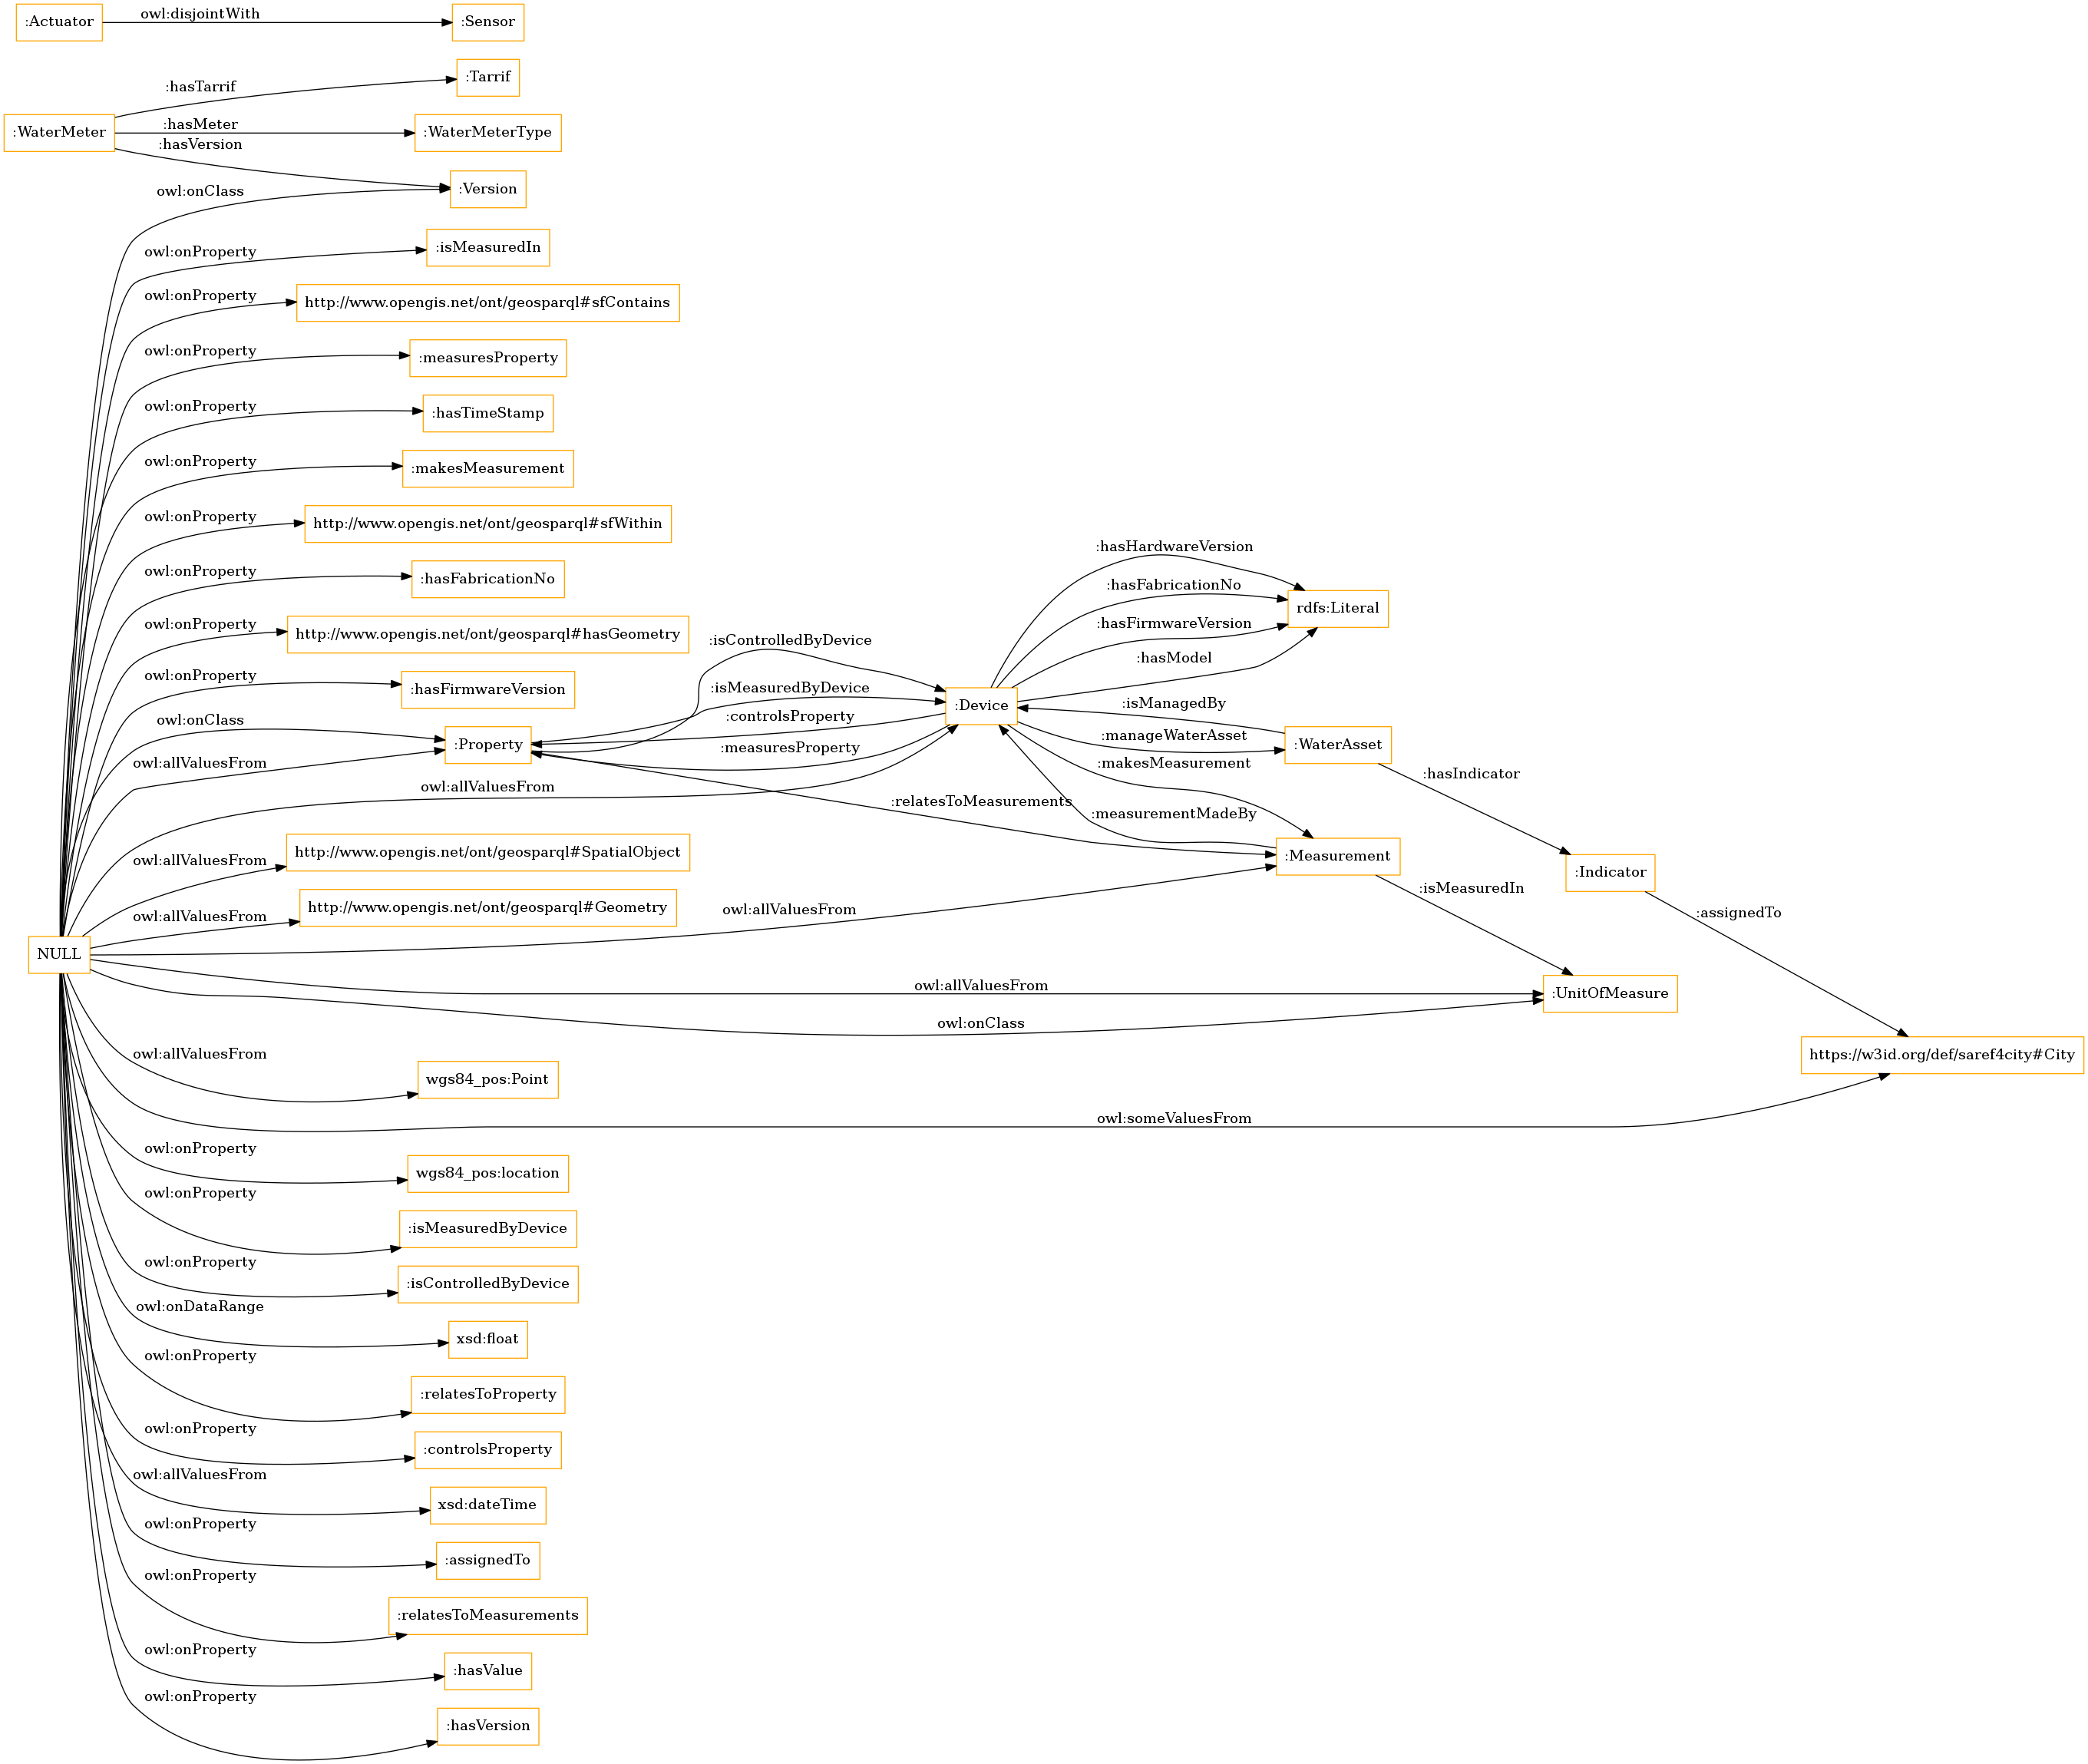 :Actuator
owl:disjointWith
:Sensor
:Tarrif
:hasTarrif
:WaterMeter
:hasMeter
:WaterMeterType
:hasVersion
owl:onClass
:Version
owl:onProperty
:isMeasuredIn
owl:onProperty
http://www.opengis.net/ont/geosparql#sfContains
owl:onProperty
:measuresProperty
owl:onProperty
:hasTimeStamp
owl:onProperty
:makesMeasurement
owl:onProperty
http://www.opengis.net/ont/geosparql#sfWithin
owl:onProperty
:hasFabricationNo
owl:onProperty
http://www.opengis.net/ont/geosparql#hasGeometry
owl:onProperty
:hasFirmwareVersion
owl:onClass
:Property
owl:allValuesFrom
:isControlledByDevice
:isMeasuredByDevice
:controlsProperty
:measuresProperty
owl:allValuesFrom
:relatesToMeasurements
:Device
:hasHardwareVersion
:hasFabricationNo
:hasFirmwareVersion
:hasModel
rdfs:Literal
:isManagedBy
:manageWaterAsset
:WaterAsset
:makesMeasurement
:measurementMadeBy
:Measurement
:hasIndicator
:Indicator
:isMeasuredIn
:assignedTo
owl:allValuesFrom
http://www.opengis.net/ont/geosparql#SpatialObject
owl:allValuesFrom
http://www.opengis.net/ont/geosparql#Geometry
owl:allValuesFrom
NULL
owl:allValuesFrom
:UnitOfMeasure
owl:onClass
https://w3id.org/def/saref4city#City
owl:allValuesFrom
wgs84_pos:Point
owl:someValuesFrom
owl:onProperty
wgs84_pos:location
owl:onProperty
:isMeasuredByDevice
owl:onProperty
:isControlledByDevice
owl:onDataRange
xsd:float
owl:onProperty
:relatesToProperty
owl:onProperty
:controlsProperty
owl:allValuesFrom
xsd:dateTime
owl:onProperty
:assignedTo
owl:onProperty
:relatesToMeasurements
owl:onProperty
:hasValue
owl:onProperty
:hasVersion